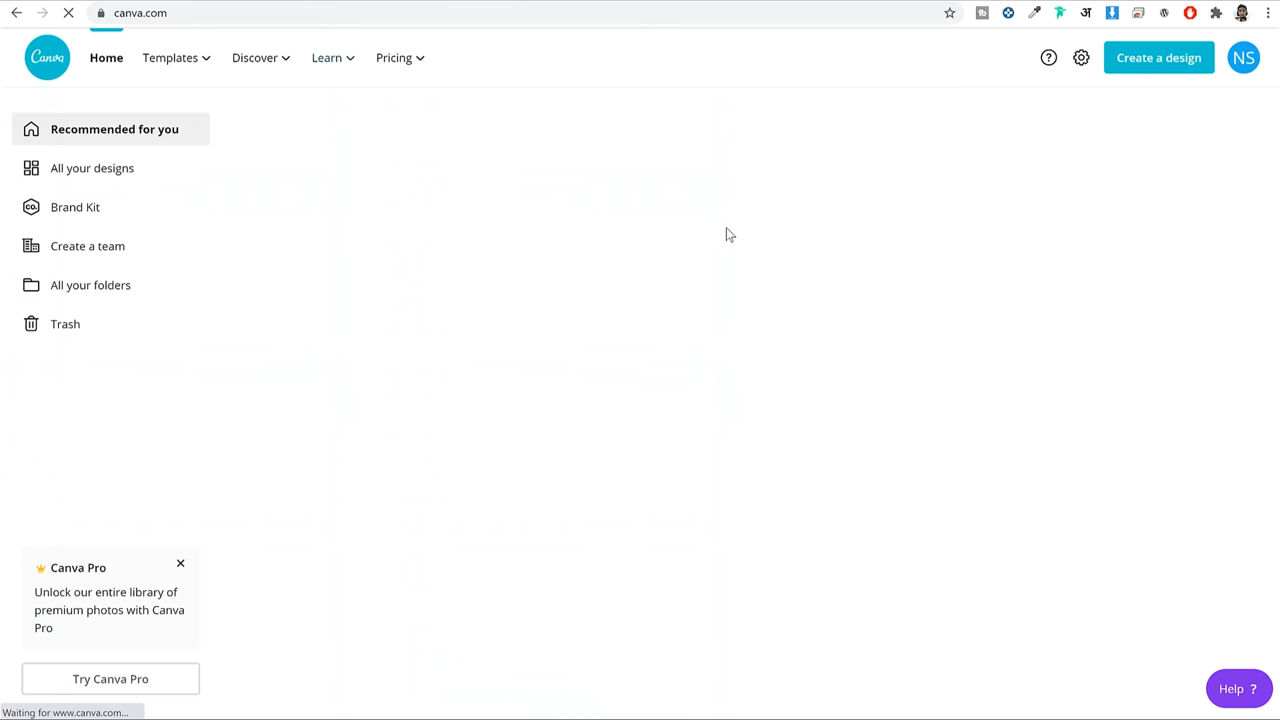 canva.com
Canva
Home
Templates
Discover
Learn
Pricing
Create a design
NS
Recommended for you
All your designs
CO.
Brand Kit
Create a team
All your folders
Trash
Canva Pro
Unlock our entire library of
premium photos with Canva
Pro
Try Canva Pro
Help ?
Waiting for www.canva.com...